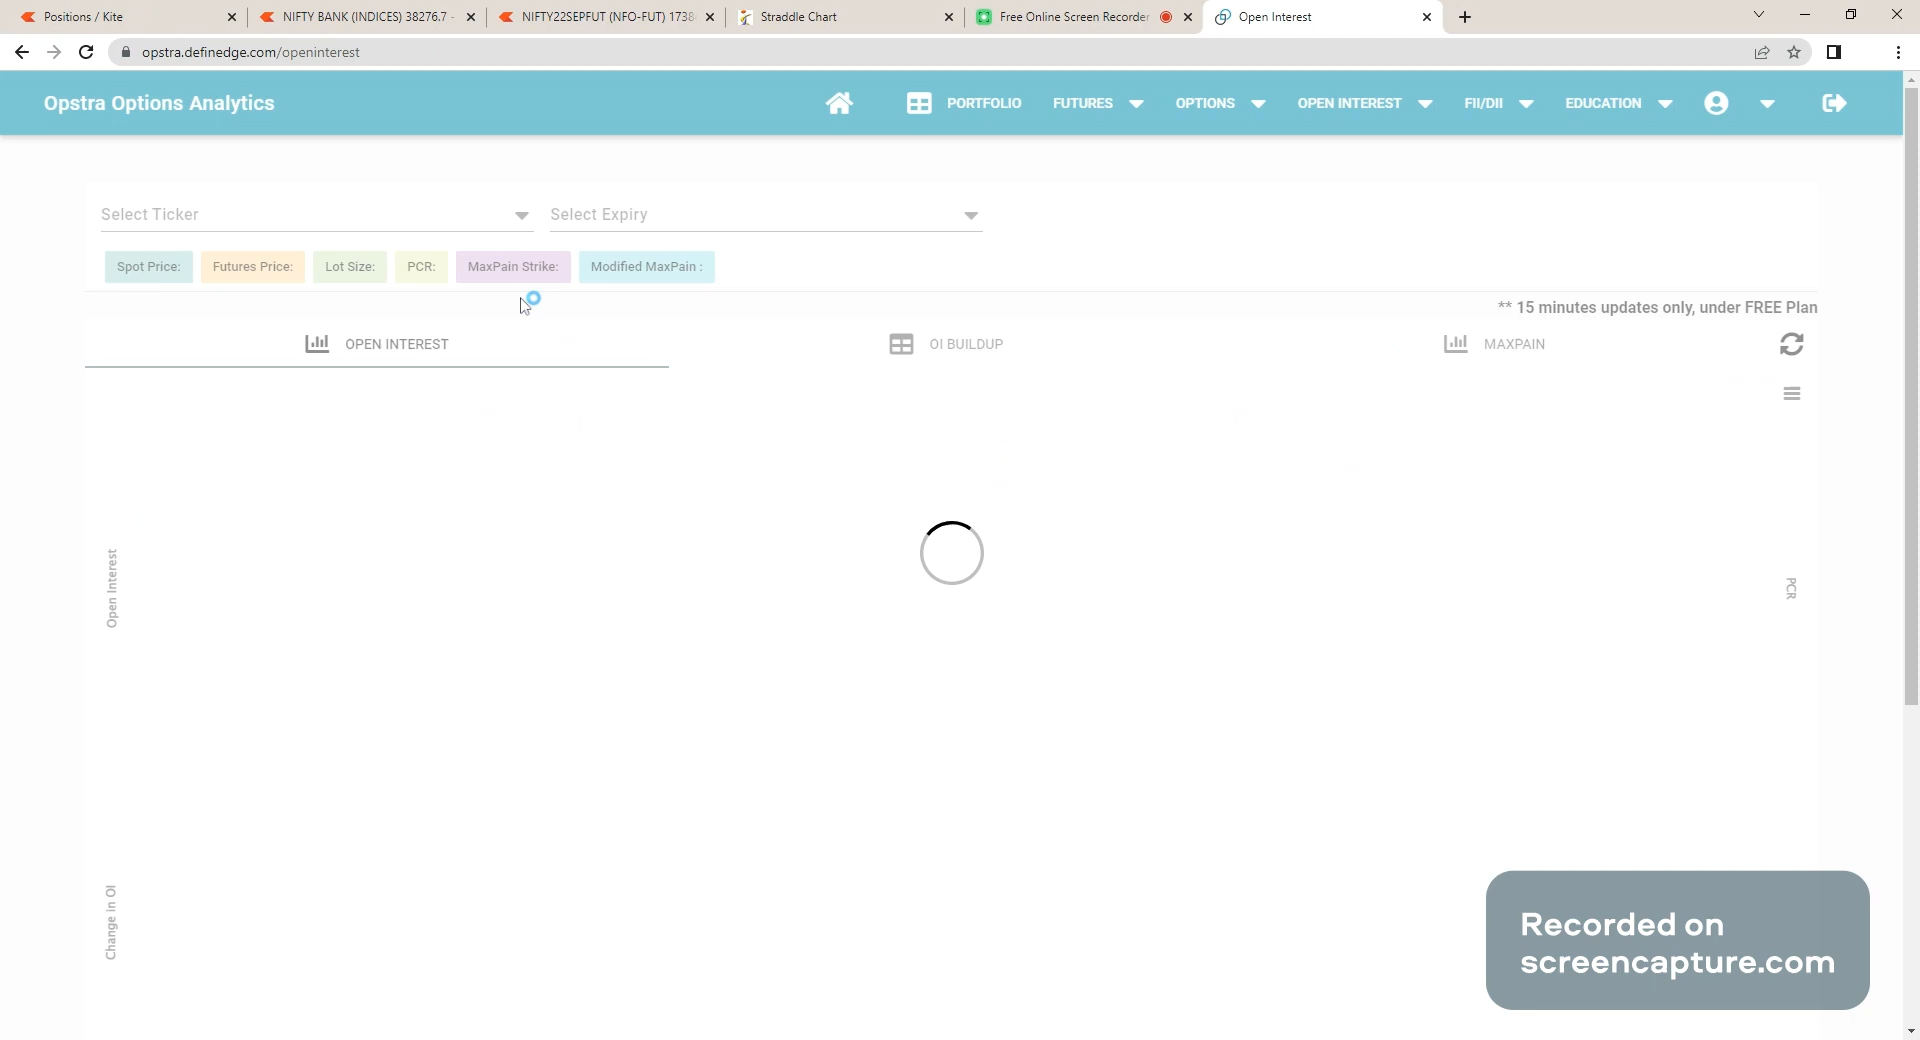 Positions / Kite
NIFTY BANK (INDICES) 38276.7 -
NIFTY22SEPFUT (NFO-FUT) 1738
Straddle Chart
Free Online Screen Recorder
Open Interest
opstra.definedge.com/openinterest
Opstra Options Analytics
PORTFOLIO
FUTURES
OPTIONS
OPEN INTEREST
FII/DII
EDUCATION
Select Ticker
Select Expiry
Spot Price:
Futures Price:
Lot Size:
PCR:
MaxPain Strike:
Modified MaxPain :
** 15 minutes updates only, under FREE Plan
OPEN INTEREST
OI BUILDUP
MAXPAIN
Open Interest
PCR
Change in OI
Recorded on
screencapture.com